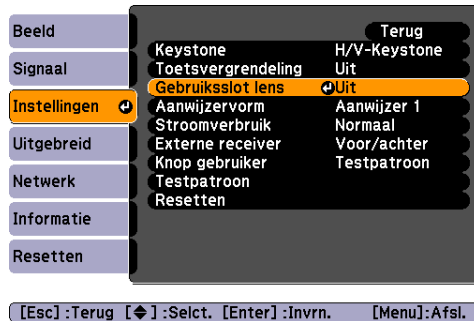 Beeld
Signaal
Instellingen
Uitgebreid
Netwerk
Informatie
Resetten
Terug
Keystone H/V-Keystone
Toetsvergrendeling Uit
Gebruiksslot lens Uit
Aanwijzervorm Aanwijzer 1
Stroomverbruik Normaal
Externe receiver Voor/achter
Knop gebruiker Testpatroon
Testpatroon
Resetten
[Esc] :Terug [◆] :Selct. [Enter] :Invrn. [Menu]:Afsl.